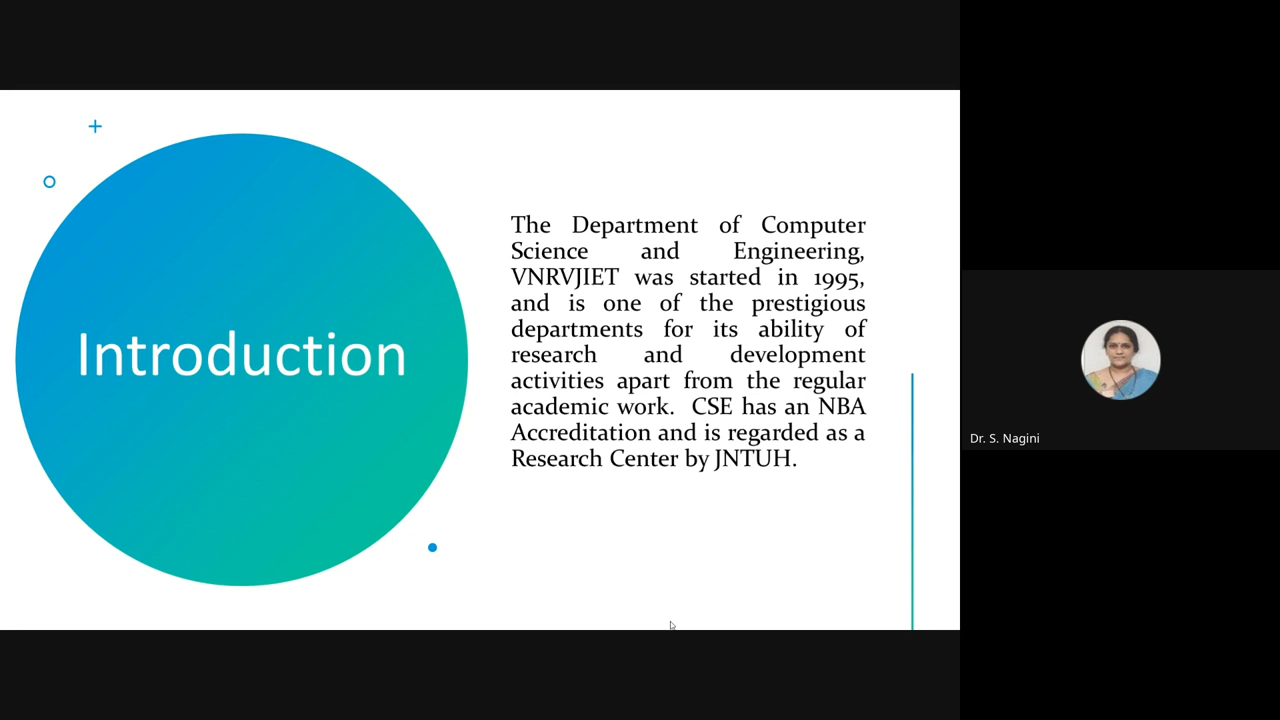 Introduction
The Department of Computer
Science and Engineering,
VNRVJIET was started in 1995,
and is one of the prestigious
departments for its ability of
research and development
activities apart from the regular
academic work.  CSE has an NBA
Accreditation and is regarded as a
Research Center by JNTUH.
Dr. S. Nagini